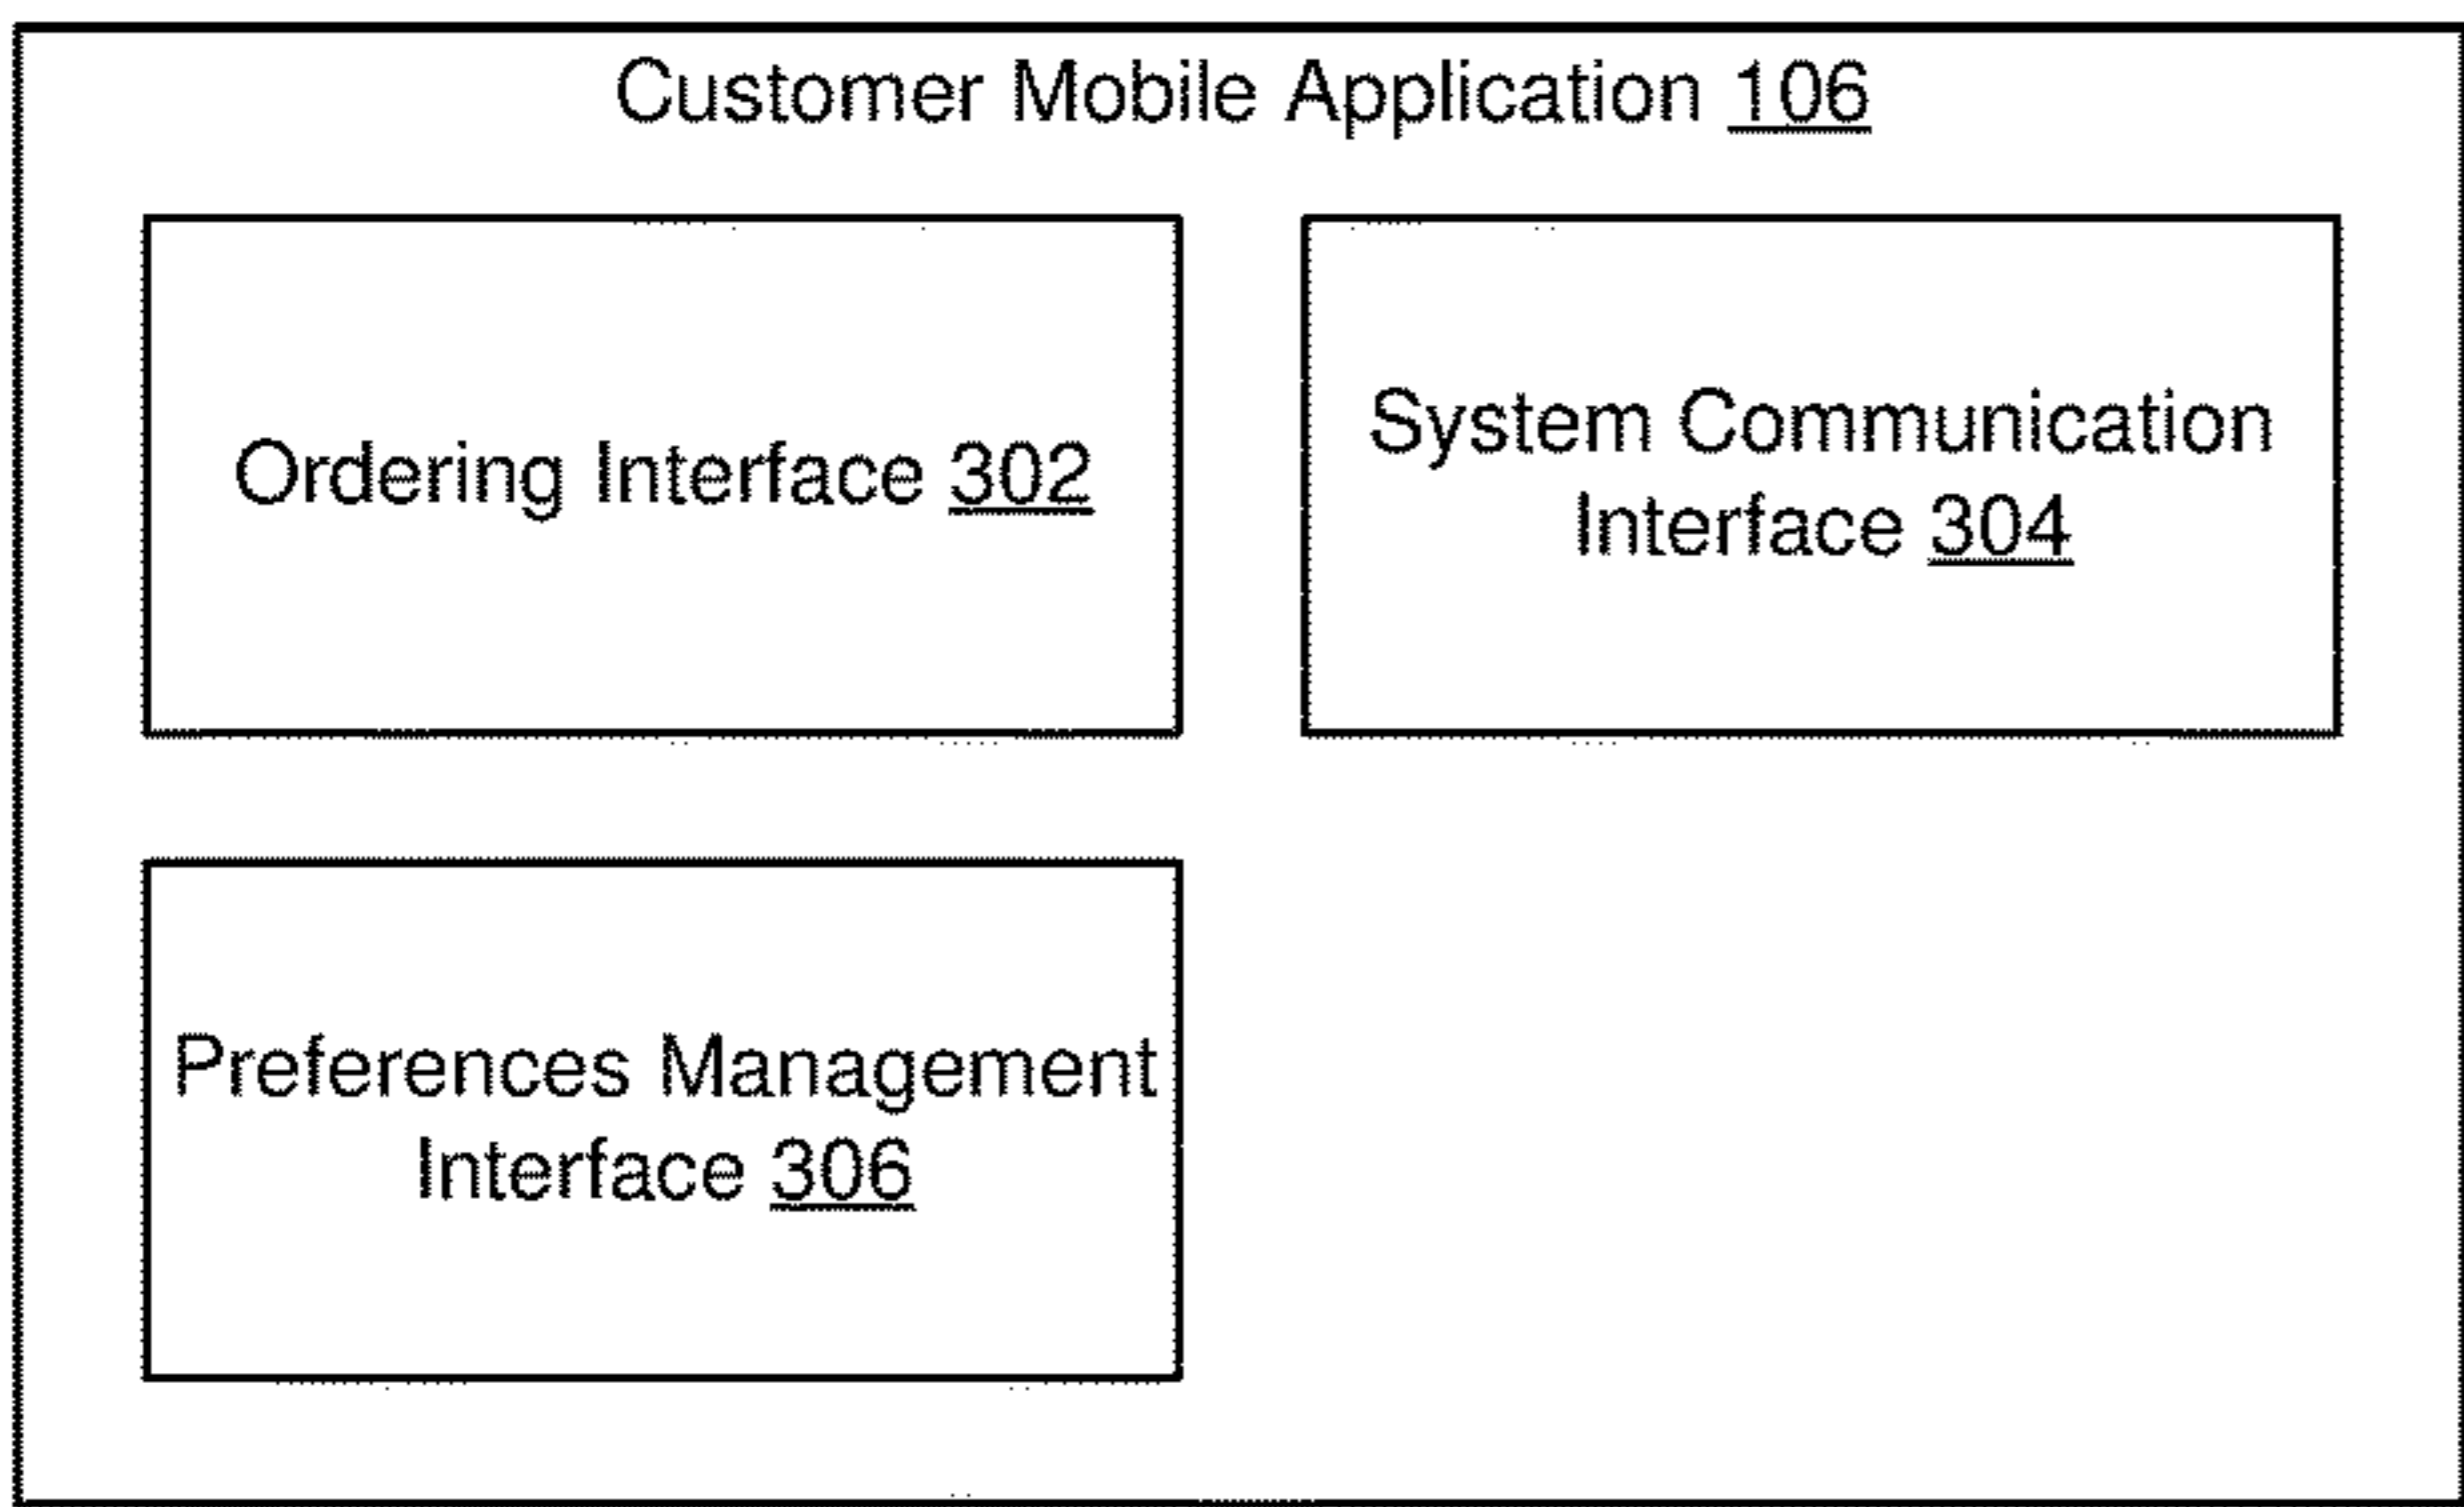 Customer Mobile Application 106
Ordering Interface 302
System Communication
Interface 304
Preferences Management
Interface 306